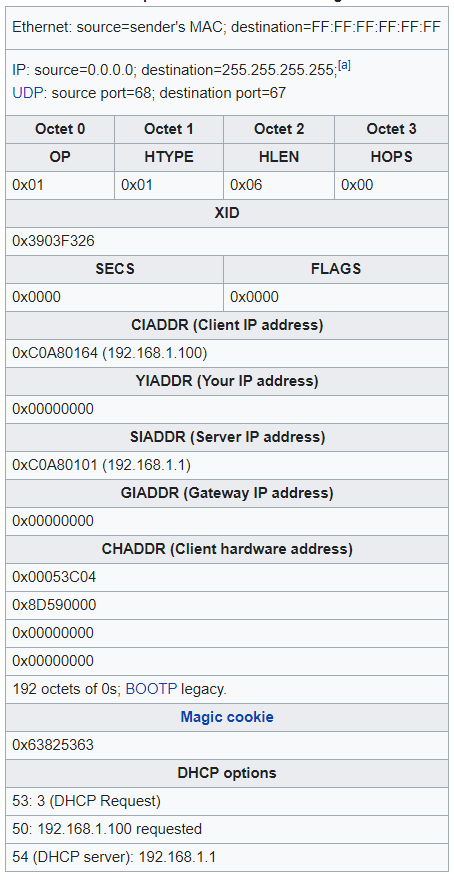 Ethernet: source=sender's MAC; destination=FF:FF:FF:FF:FF:FF
IP: source=0.0.0.0; destination=255.255.255.255;[a]
UDP: source port=68; destination port=67
Octet 0 Octet 1 Octet 2 Octet 3
OP HTYPE HLEN HOPS
0x01 0x01 0x06 0x00
XID
0x3903F326
SECS FLAGS
0x0000 0x0000
CIADDR (Client IP address)
0xC0A80164 (192.168.1.100)
YIADDR (Your IP address)
0x00000000
SIADDR (Server IP address)
0xC0A80101 (192.168.1.1)
GIADDR (Gateway IP address)
0x00000000
CHADDR (Client hardware address)
0x00053C04
0x8D590000
0x00000000
0x00000000
192 octets of 0s; BOOTP legacy.
Magic cookie
0x63825363
DHCP options
53: 3 (DHCP Request)
50: 192.168.1.100 requested
54 (DHCP server): 192.168.1.1